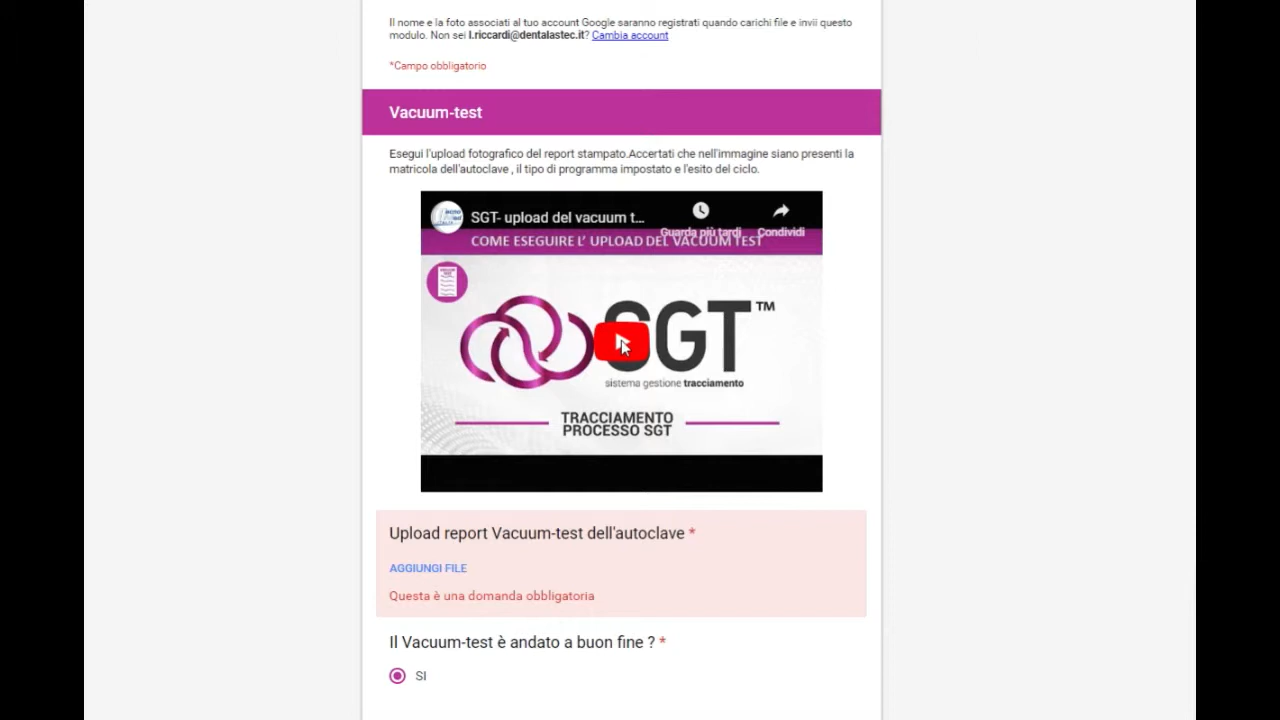 Il nome e la foto associati al tuo account Google saranno registrati quando carichi file e invii questo
modulo. Non sei l.riccardi@dentalastec.it? Cambia account
*Campo obbligatorio
Vacuum-test
Esegui l'upload fotografico del report stampato.Accertati che nell'immagine siano presenti la
matricola dell'autoclave , il tipo di programma impostato e l'esito del ciclo.
SGT- upload del vacuum t...
Guarda più tardi
Condividi
COME ESEGUIRE L' UPLOAD DEL VACUUM TEST
SGT™
sistema gestione tracciamento
TRACCIAMENTO
PROCESSO SGT
Upload report Vacuum-test dell'autoclave *
AGGIUNGI FILE
Questa è una domanda obbligatoria
Il Vacuum-test è andato a buon fine ? *
SI